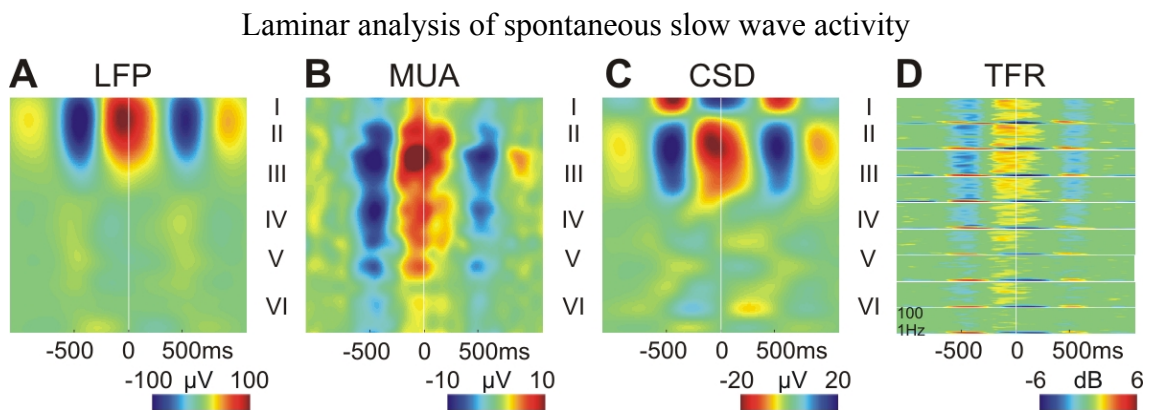 Laminar analysis of spontaneous slow wave activity
A LFP B MUA C CSD D TFR
I I I
II II II
III III III
IV IV IV
V V V
VI VI VI
100
1Hz
-500 0 500ms -500 0 500ms -500 0 500ms -500 0 500ms
-100 µV 100 -10 µV 10 -20 µV 20 -6 dB 6